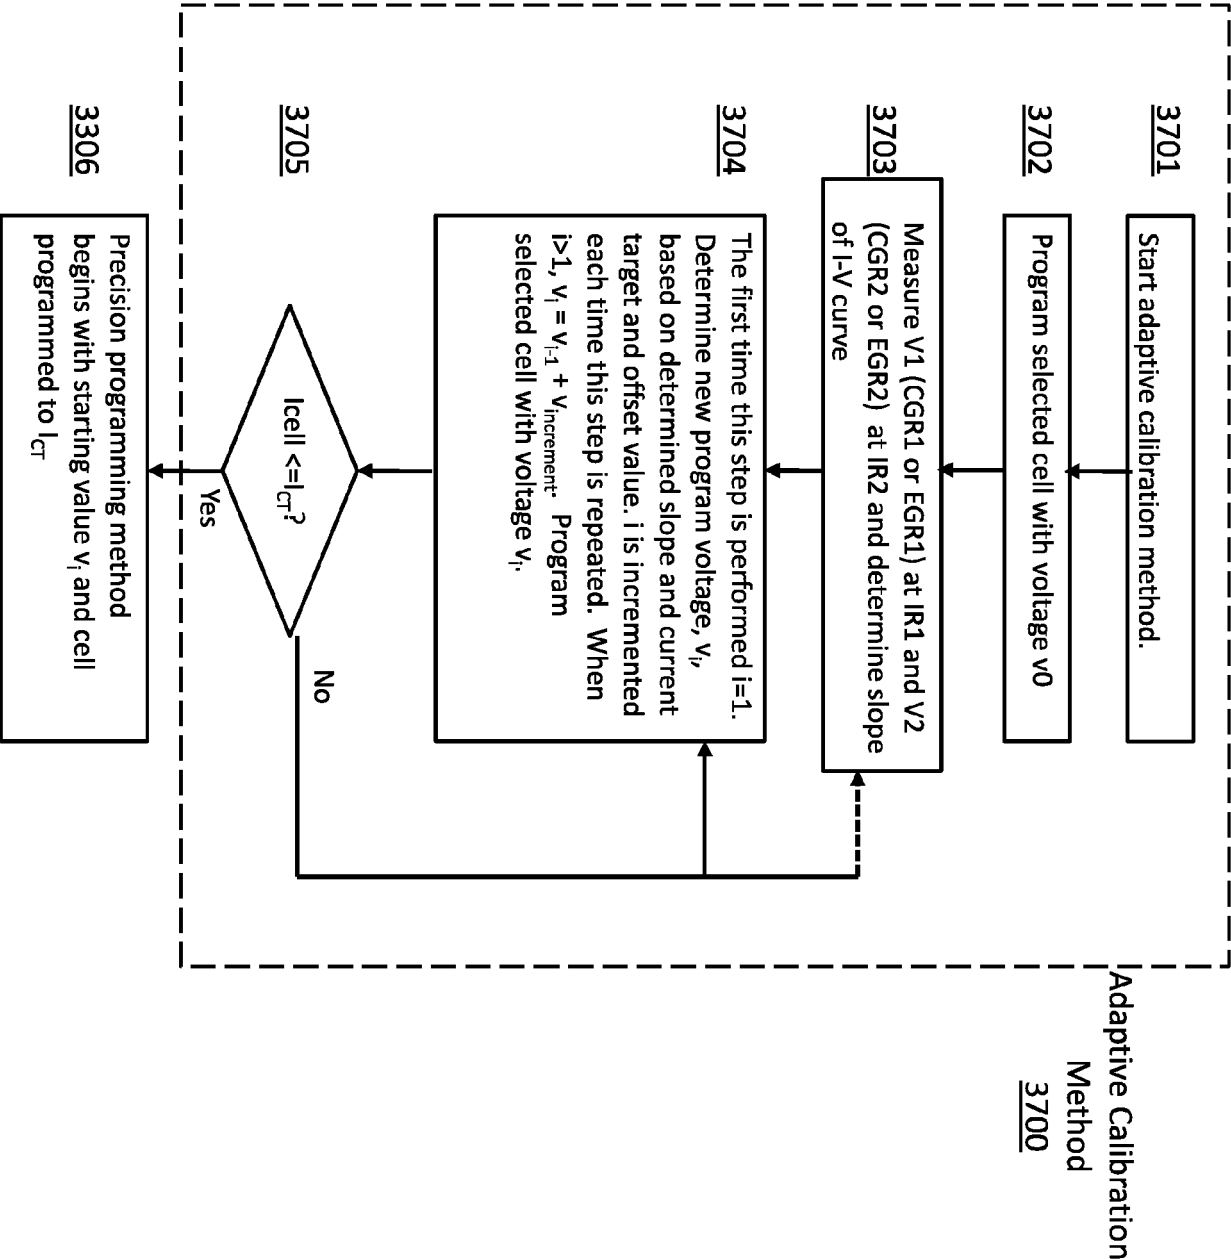 Adaptive Calibration
Method
3700
3701
Start adaptive calibration method.
3702
Program selected cell with voltage v0
3703
Measure V1 (CGR1 or EGR1) at IR1 and V2
(CGR2 or EGR2) at IR2 and determine slope
of I-V curve
3704
The first time this step is performed i=1.
Determine new program voltage, vᵢ,
based on determined slope and current
target and offset value. i is incremented
each time this step is repeated. When
i>1, vᵢ = vᵢ₋₁ + v_increment. Program
selected cell with voltage vᵢ.
3705
Icell <=I_CT?
No
Yes
3306
Precision programming method
begins with starting value vᵢ and cell
programmed to I_CT